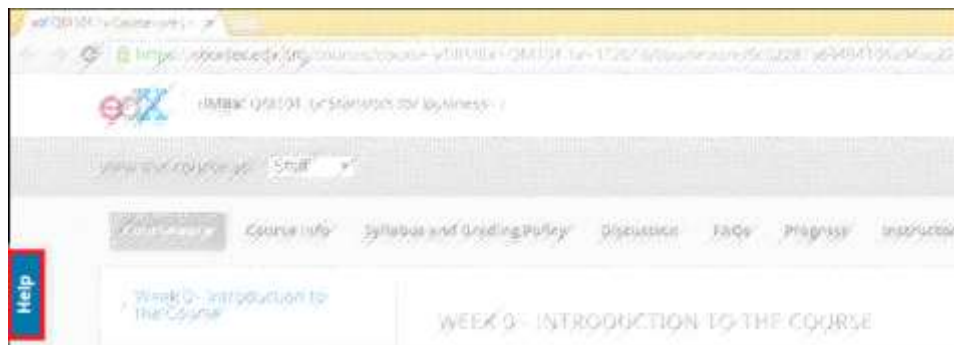 edX IIMBx: QM101.1x Statistics for Business
View this course as: Staff
Courseware Course Info Syllabus and Grading Policy Discussion FAQs Progress
Help
Week 0 - Introduction to
the Course
WEEK 0 - INTRODUCTION TO THE COURSE